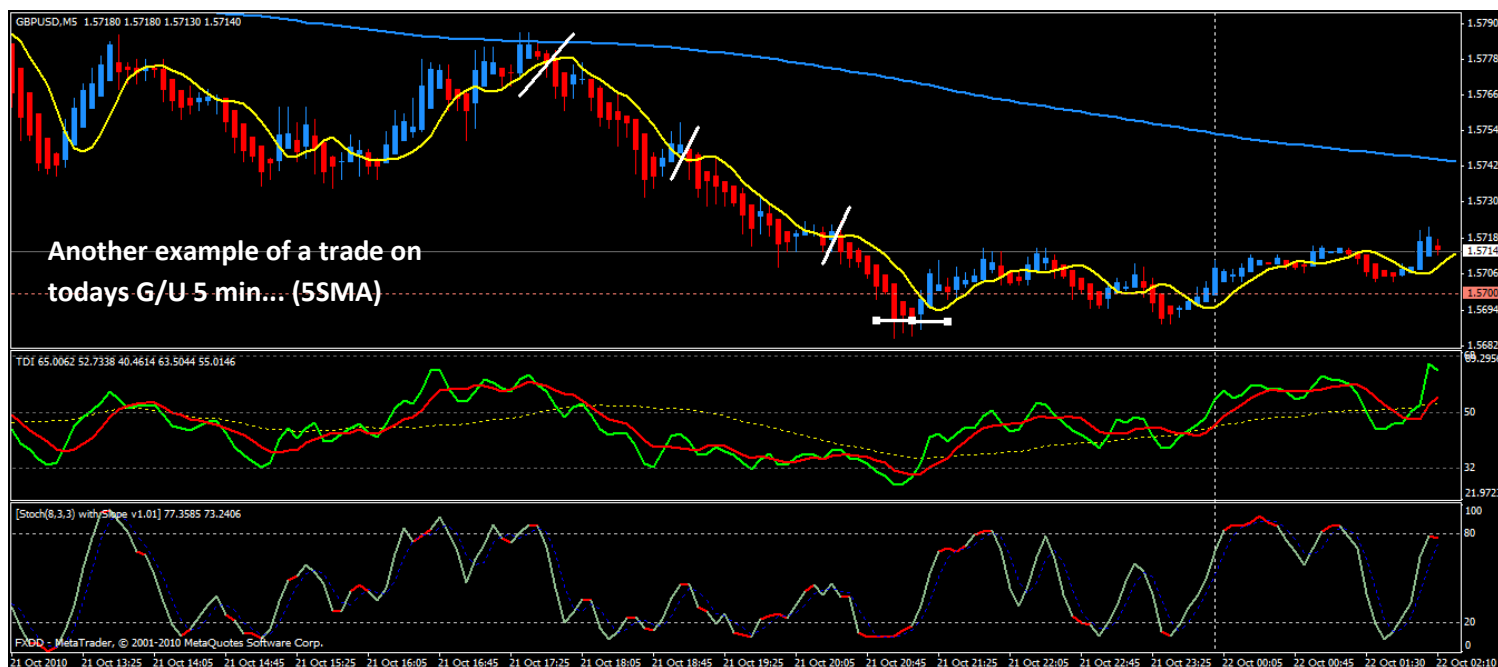 GBPUSD,M5 1.57180 1.57180 1.57130 1.57140
1.5790
1.5778
1.5766
1.5754
1.5742
1.5730
1.5718
1.5714
1.5706
1.5700
1.5694
1.5682
Another example of a trade on
todays G/U 5 min... (5SMA)
TDI 65.0062 52.7338 40.4614 63.5044 55.0146
50
32
[Stoch(8,3,3) with Slope v1.01] 77.3585 73.2406
100
80
20
0
FXDD - MetaTrader, © 2001-2010 MetaQuotes Software Corp.
21 Oct 2010 21 Oct 13:25 21 Oct 14:05 21 Oct 14:45 21 Oct 15:25 21 Oct 16:05 21 Oct 16:45 21 Oct 17:25 21 Oct 18:05 21 Oct 18:45 21 Oct 19:25 21 Oct 20:05 21 Oct 20:45 21 Oct 21:25 21 Oct 22:05 21 Oct 22:45 21 Oct 23:25 22 Oct 00:05 22 Oct 00:45 22 Oct 01:30 22 Oct 02:10